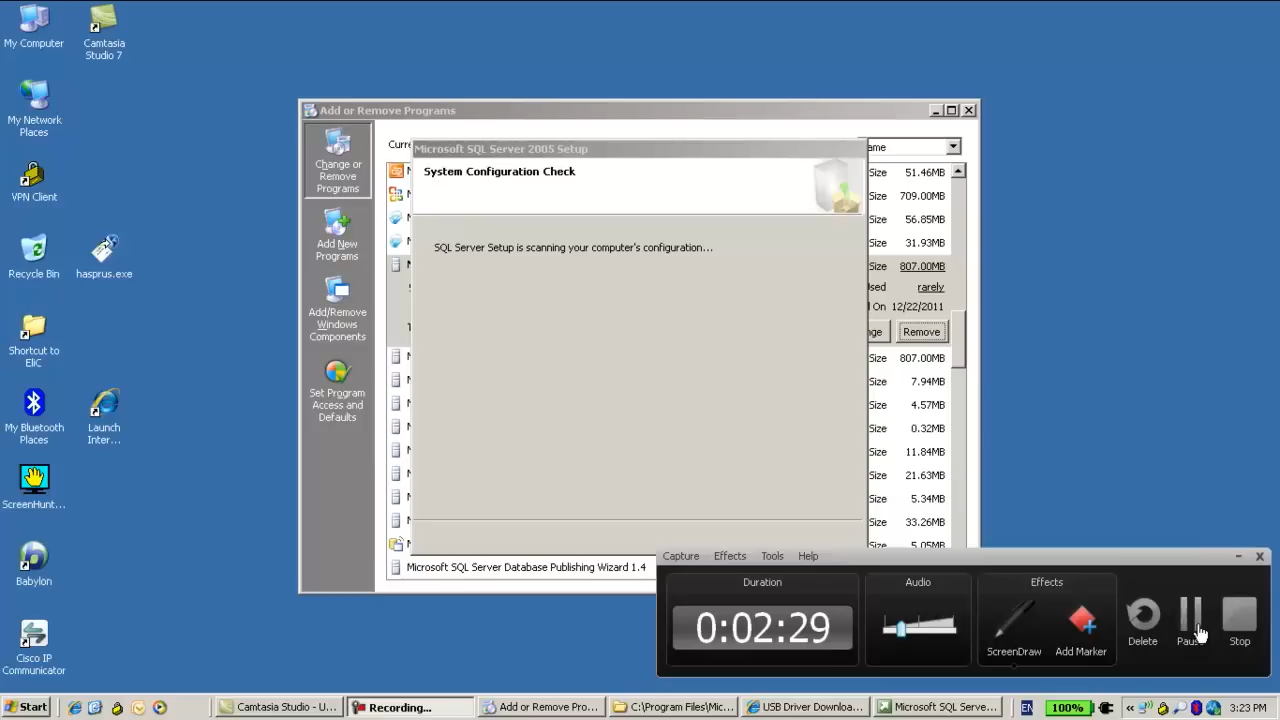 My Computer
Camtasia
Studio 7
My Network
Places
VPN Client
Recycle Bin
hasprus.exe
Shortcut to
EliC
My Bluetooth
Places
Launch
Inter...
ScreenHunt...
Babylon
Cisco IP
Communicator
Add or Remove Programs
Change or
Remove
Programs
Add New
Programs
Add/Remove
Windows
Components
Set Program
Access and
Defaults
Microsoft SQL Server 2005 Setup
System Configuration Check
SQL Server Setup is scanning your computer's configuration...
Size 51.46MB
Size 709.00MB
Size 56.85MB
Size 31.93MB
Size 807.00MB
rarely
On 12/22/2011
Remove
Size 807.00MB
Size 7.94MB
Size 4.57MB
Size 0.32MB
Size 11.84MB
Size 21.63MB
Size 5.34MB
Size 33.26MB
Size 5.05MB
Microsoft SQL Server Database Publishing Wizard 1.4
Capture Effects Tools Help
Duration
0:02:29
Audio
Effects
ScreenDraw
Add Marker
Delete
Stop
Start
Camtasia Studio - U...
Recording...
Add or Remove Pro...
C:\Program Files\Mic...
USB Driver Downloa...
Microsoft SQL Serve...
EN
100%
3:23 PM